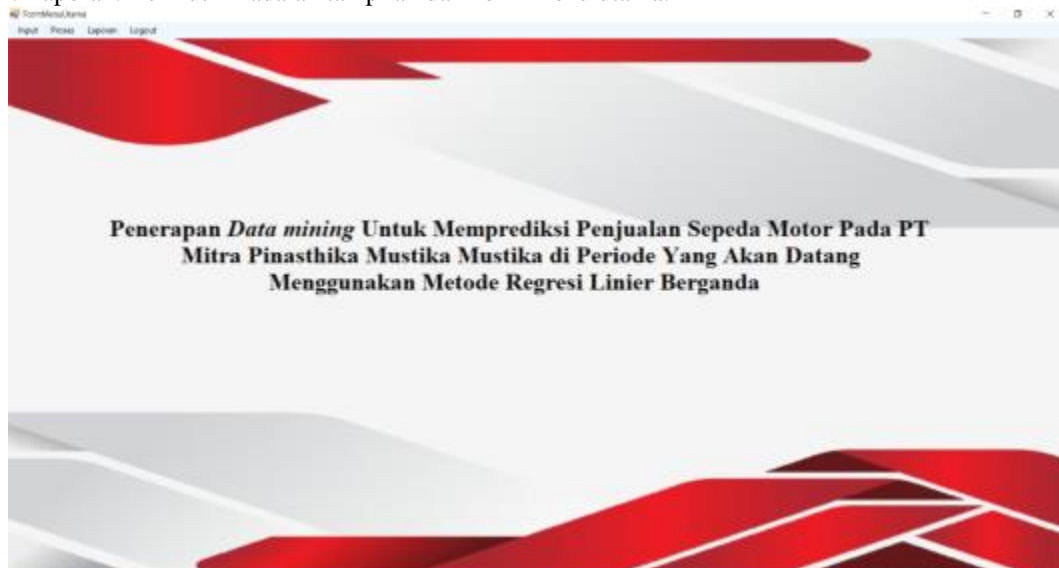 FormMenuUtama
Input Proses Laporan Logout
Penerapan Data mining Untuk Memprediksi Penjualan Sepeda Motor Pada PT
Mitra Pinasthika Mustika Mustika di Periode Yang Akan Datang
Menggunakan Metode Regresi Linier Berganda